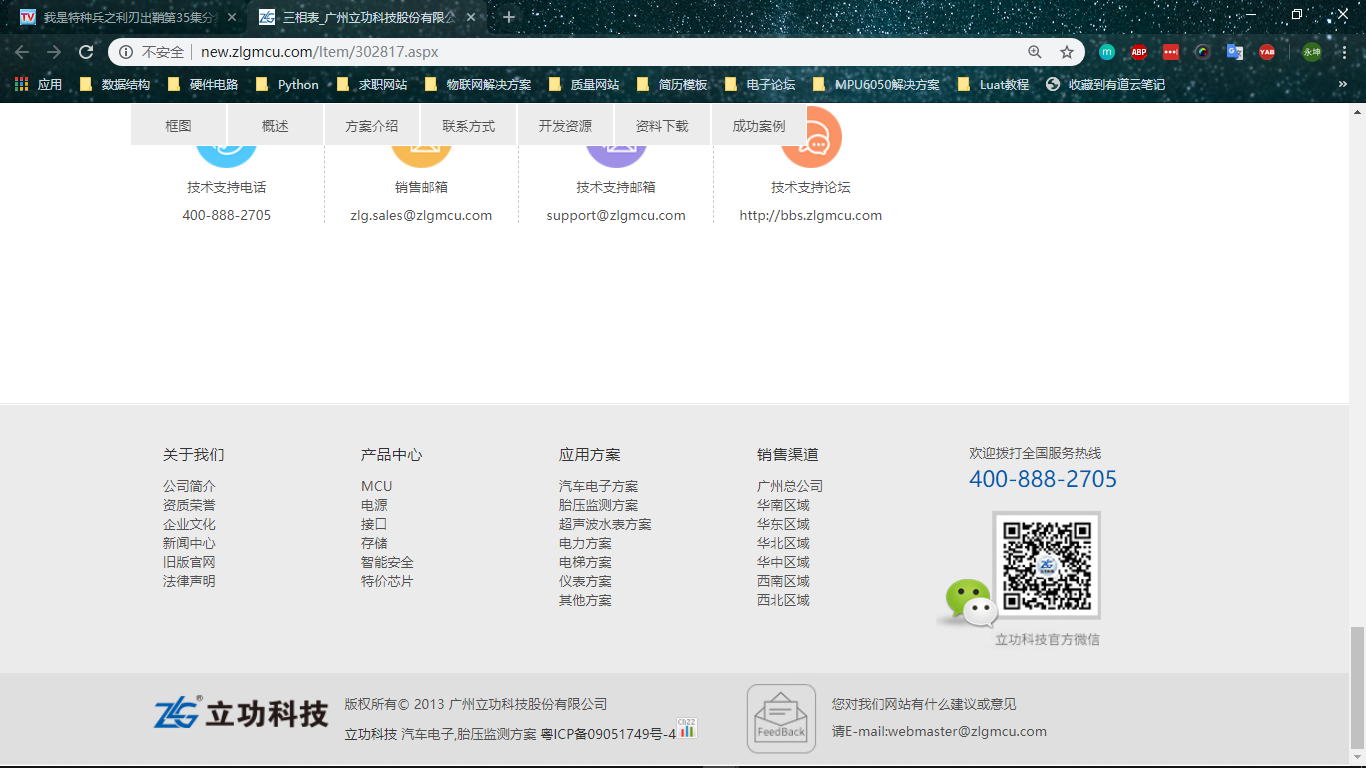 我是特种兵之利刃出鞘第35集分
三相表_广州立功科技股份有限公
不安全 new.zlgmcu.com/Item/302817.aspx
m ABP YAB 永坤
应用 数据结构 硬件电路 Python 求职网站 物联网解决方案 质量网站 简历模板 电子论坛 MPU6050解决方案 Luat教程 收藏到有道云笔记 »
框图 概述 方案介绍 联系方式 开发资源 资料下载 成功案例
技术支持电话 销售邮箱 技术支持邮箱 技术支持论坛
400-888-2705 zlg.sales@zlgmcu.com support@zlgmcu.com http://bbs.zlgmcu.com
关于我们
公司简介
资质荣誉
企业文化
新闻中心
旧版官网
法律声明
产品中心
MCU
电源
接口
存储
智能安全
特价芯片
应用方案
汽车电子方案
胎压监测方案
超声波水表方案
电力方案
电梯方案
仪表方案
其他方案
销售渠道
广州总公司
华南区域
华东区域
华北区域
华中区域
西南区域
西北区域
欢迎拨打全国服务热线
400-888-2705
立功科技官方微信
ZLG®立功科技
版权所有© 2013 广州立功科技股份有限公司
立功科技 汽车电子,胎压监测方案 粤ICP备09051749号-4
FeedBack
您对我们网站有什么建议或意见
请E-mail:webmaster@zlgmcu.com